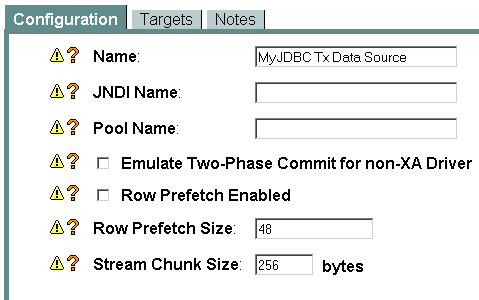 Configuration Targets Notes
Name: MyJDBC Tx Data Source
JNDI Name:
Pool Name:
Emulate Two-Phase Commit for non-XA Driver
Row Prefetch Enabled
Row Prefetch Size: 48
Stream Chunk Size: 256 bytes